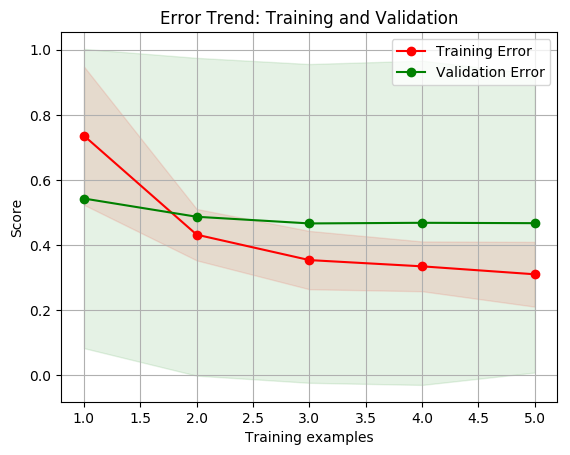 Error Trend: Training and Validation
Training Error
Validation Error
Score
1.0
0.8
0.6
0.4
0.2
0.0
1.0 1.5 2.0 2.5 3.0 3.5 4.0 4.5 5.0
Training examples